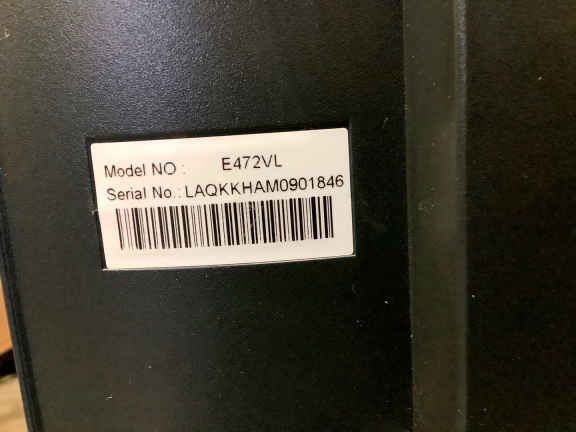 Model NO : E472VL
Serial No.: LAQKKHAM0901846